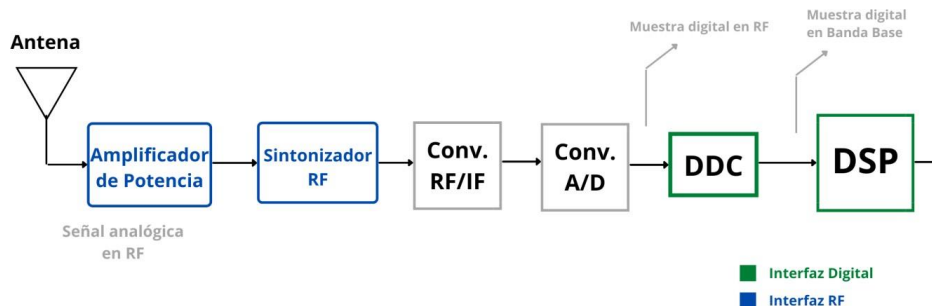 Antena
Amplificador
de Potencia
Señal analógica
en RF
Sintonizador
RF
Conv.
RF/IF
Conv.
A/D
Muestra digital en RF
DDC
Muestra digital
en Banda Base
DSP
Interfaz Digital
Interfaz RF